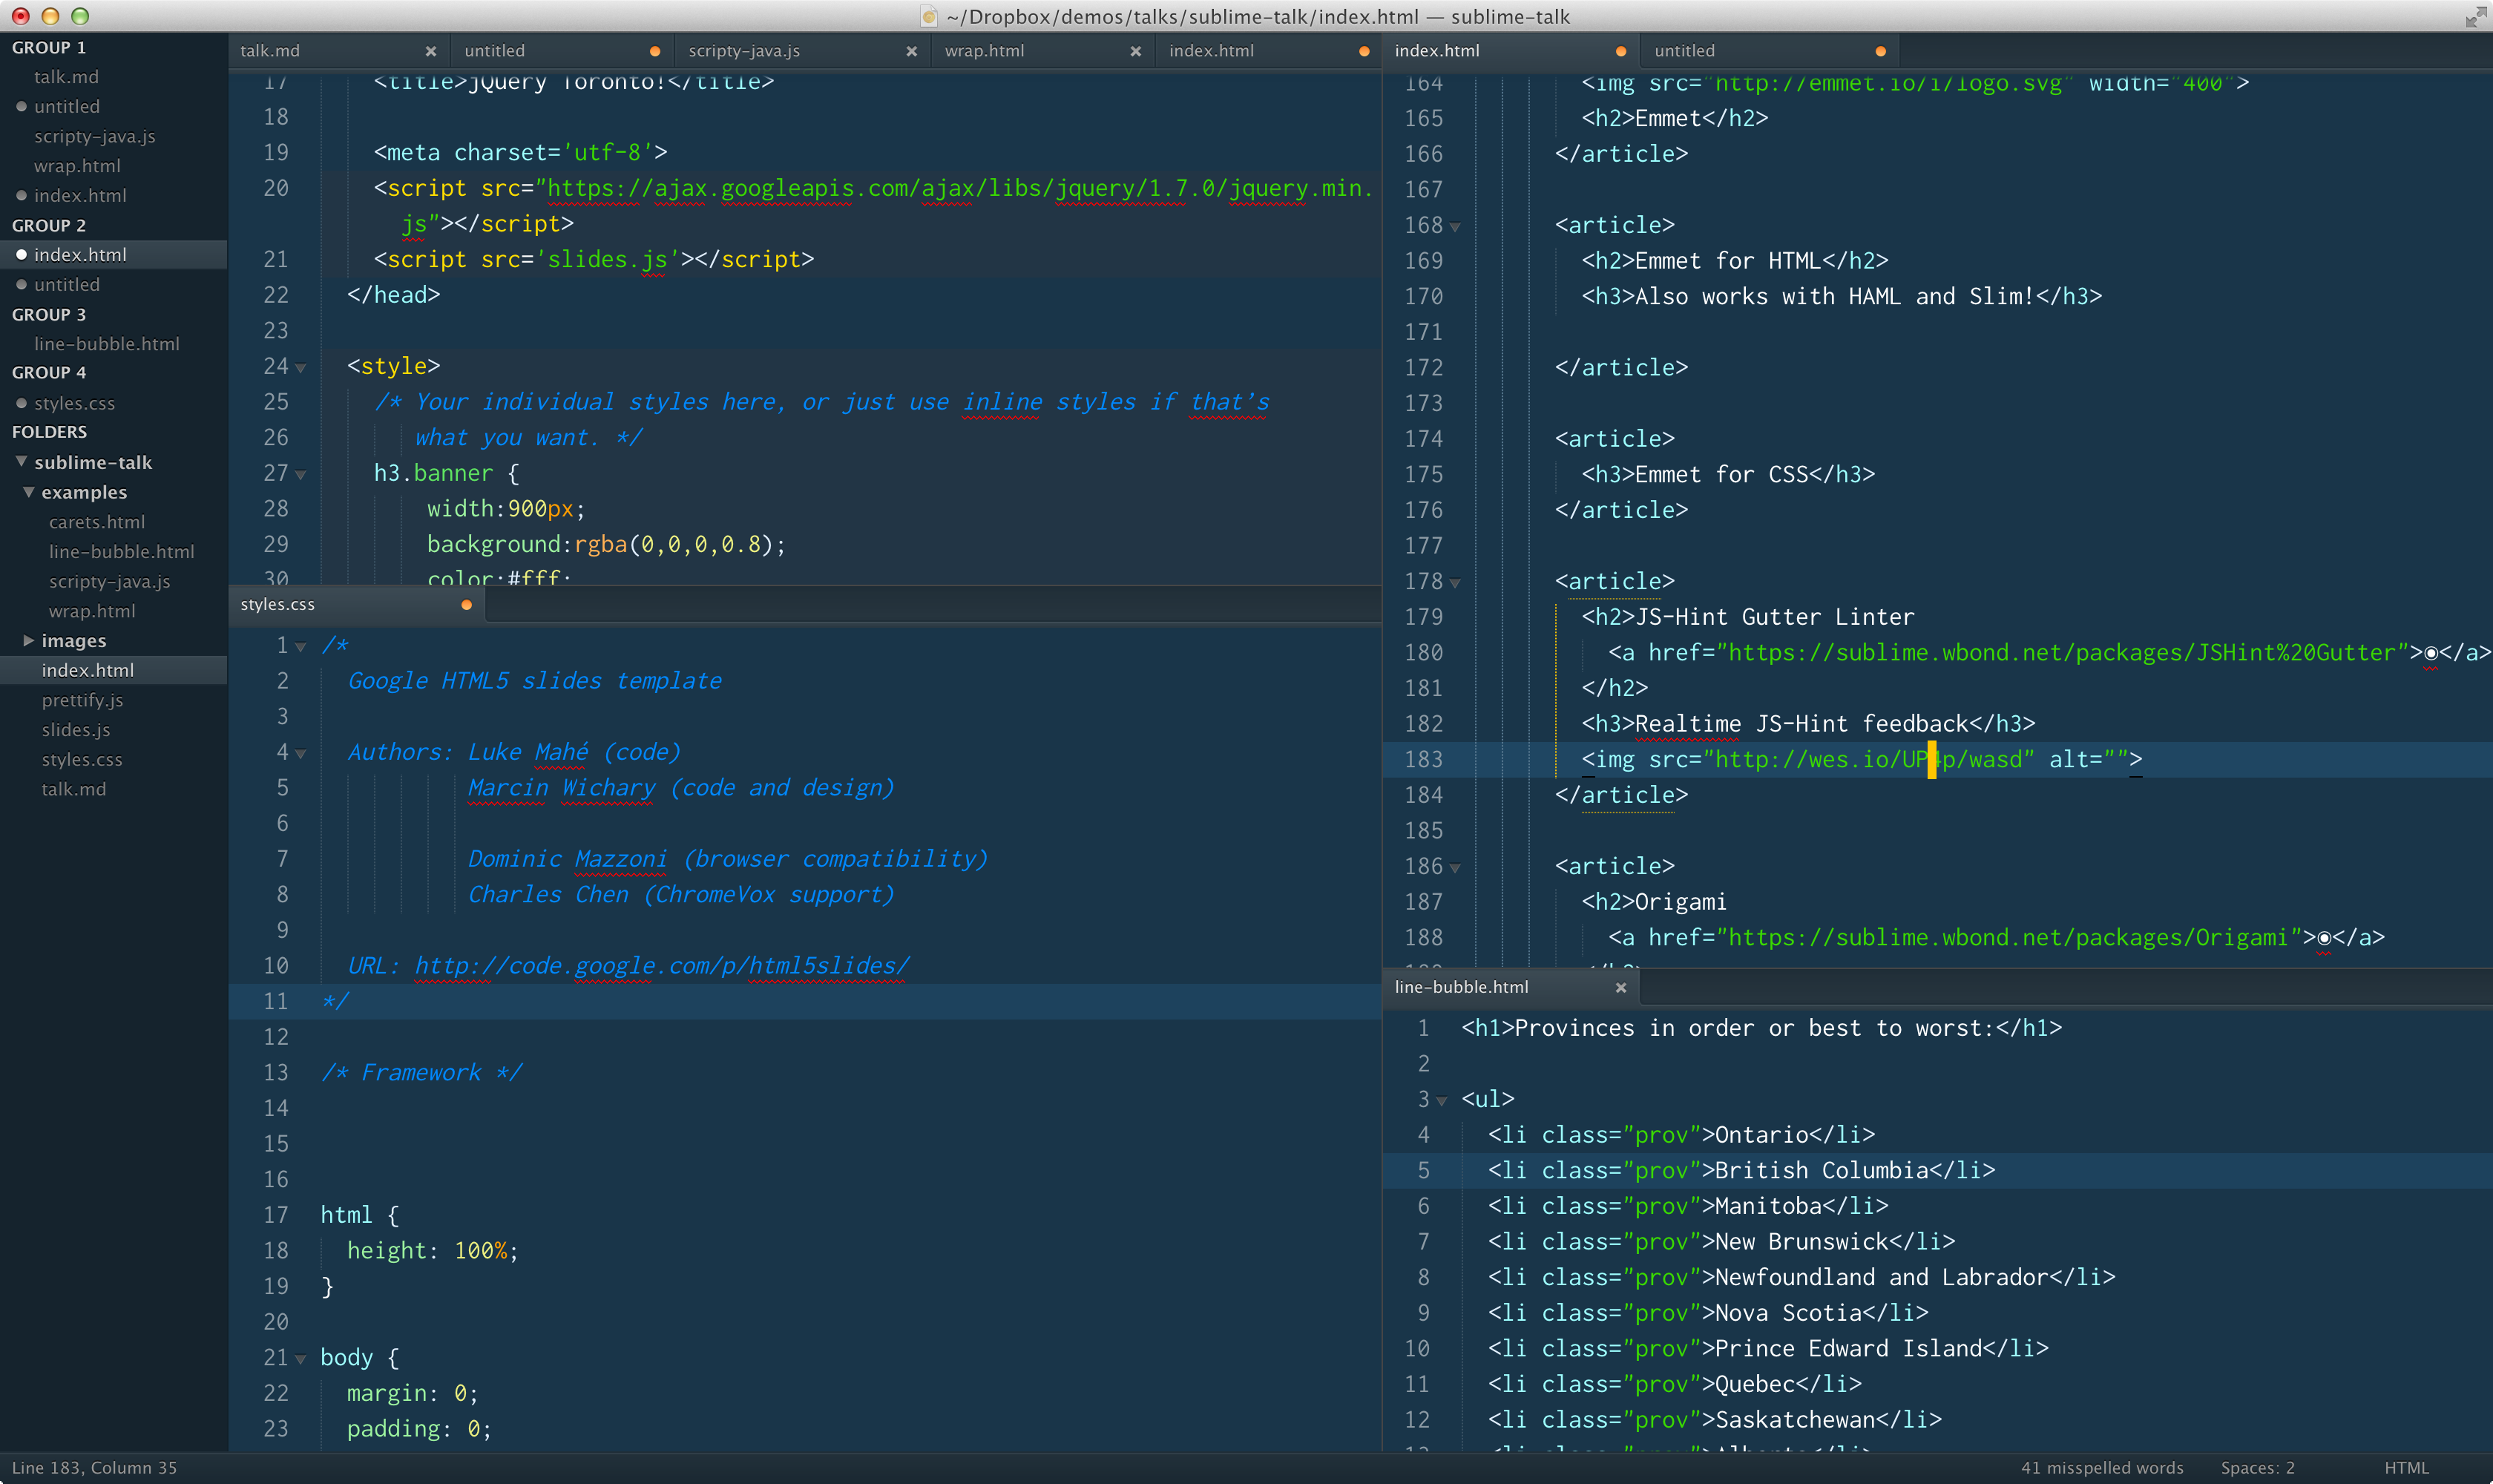 ~/Dropbox/demos/talks/sublime-talk/index.html — sublime-talk
GROUP 1
talk.md
untitled
scripty-java.js
wrap.html
index.html
GROUP 2
index.html
untitled
GROUP 3
line-bubble.html
GROUP 4
styles.css
FOLDERS
sublime-talk
examples
carets.html
line-bubble.html
scripty-java.js
wrap.html
images
index.html
prettify.js
slides.js
styles.css
talk.md
talk.md × untitled scripty-java.js × wrap.html × index.html
17 <title>jQuery Toronto!</title>
18
19 <meta charset='utf-8'>
20 <script src="https://ajax.googleapis.com/ajax/libs/jquery/1.7.0/jquery.min.
js"></script>
21 <script src='slides.js'></script>
22 </head>
23
24 <style>
25 /* Your individual styles here, or just use inline styles if that's
26 what you want. */
27 h3.banner {
28 width:900px;
29 background:rgba(0,0,0,0.8);
30 color:#fff;
styles.css
1 /*
2 Google HTML5 slides template
3
4 Authors: Luke Mahé (code)
5 Marcin Wichary (code and design)
6
7 Dominic Mazzoni (browser compatibility)
8 Charles Chen (ChromeVox support)
9
10 URL: http://code.google.com/p/html5slides/
11 */
12
13 /* Framework */
14
15
16
17 html {
18 height: 100%;
19 }
20
21 body {
22 margin: 0;
23 padding: 0;
index.html untitled
164 <img src="http://emmet.io/i/logo.svg" width="400">
165 <h2>Emmet</h2>
166 </article>
167
168 <article>
169 <h2>Emmet for HTML</h2>
170 <h3>Also works with HAML and Slim!</h3>
171
172 </article>
173
174 <article>
175 <h3>Emmet for CSS</h3>
176 </article>
177
178 <article>
179 <h2>JS-Hint Gutter Linter
180 <a href="https://sublime.wbond.net/packages/JSHint%20Gutter">◉</a>
181 </h2>
182 <h3>Realtime JS-Hint feedback</h3>
183 <img src="http://wes.io/UP4p/wasd" alt="">
184 </article>
185
186 <article>
187 <h2>Origami
188 <a href="https://sublime.wbond.net/packages/Origami">◉</a>
line-bubble.html ×
1 <h1>Provinces in order or best to worst:</h1>
2
3 <ul>
4 <li class="prov">Ontario</li>
5 <li class="prov">British Columbia</li>
6 <li class="prov">Manitoba</li>
7 <li class="prov">New Brunswick</li>
8 <li class="prov">Newfoundland and Labrador</li>
9 <li class="prov">Nova Scotia</li>
10 <li class="prov">Prince Edward Island</li>
11 <li class="prov">Quebec</li>
12 <li class="prov">Saskatchewan</li>
Line 183, Column 35
41 misspelled words Spaces: 2 HTML